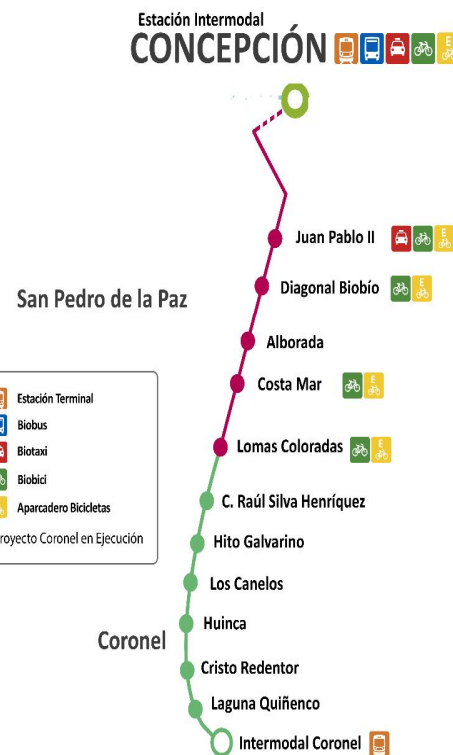 Estación Intermodal
CONCEPCIÓN
E
Juan Pablo II
E
Diagonal Biobío
E
San Pedro de la Paz
Alborada
Costa Mar
E
Estación Terminal
Biobus
Biotaxi
Biobici
Aparcadero Bicicletas
royecto Coronel en Ejecución
Lomas Coloradas
E
C. Raúl Silva Henríquez
Hito Galvarino
Los Canelos
Huinca
Coronel
Cristo Redentor
Laguna Quiñenco
Intermodal Coronel